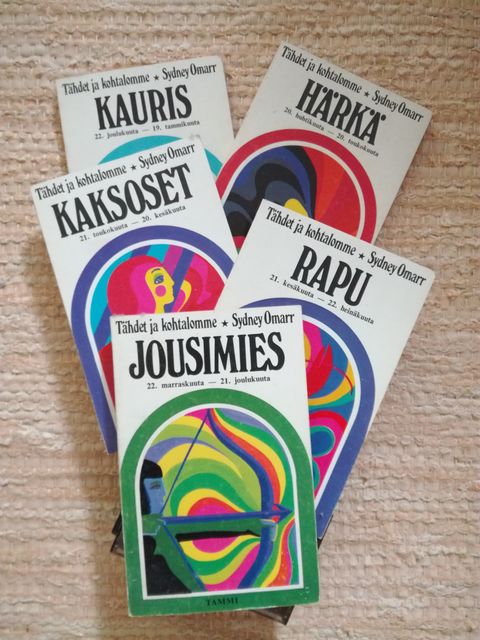 Tähdet ja kohtalomme ★ Sydney Omarr
KAURIS
22. joulukuuta — 19. tammikuuta
Tähdet ja kohtalomme ★ Sydney Omarr
HÄRKÄ
20. huhtikuuta — 20. toukokuuta
Tähdet ja kohtalomme ★ Sydney Omarr
KAKSOSET
21. toukokuuta — 20. kesäkuuta
Tähdet ja kohtalomme ★ Sydney Omarr
RAPU
21. kesäkuuta — 22. heinäkuuta
Tähdet ja kohtalomme ★ Sydney Omarr
JOUSIMIES
22. marraskuuta — 21. joulukuuta
TAMMI